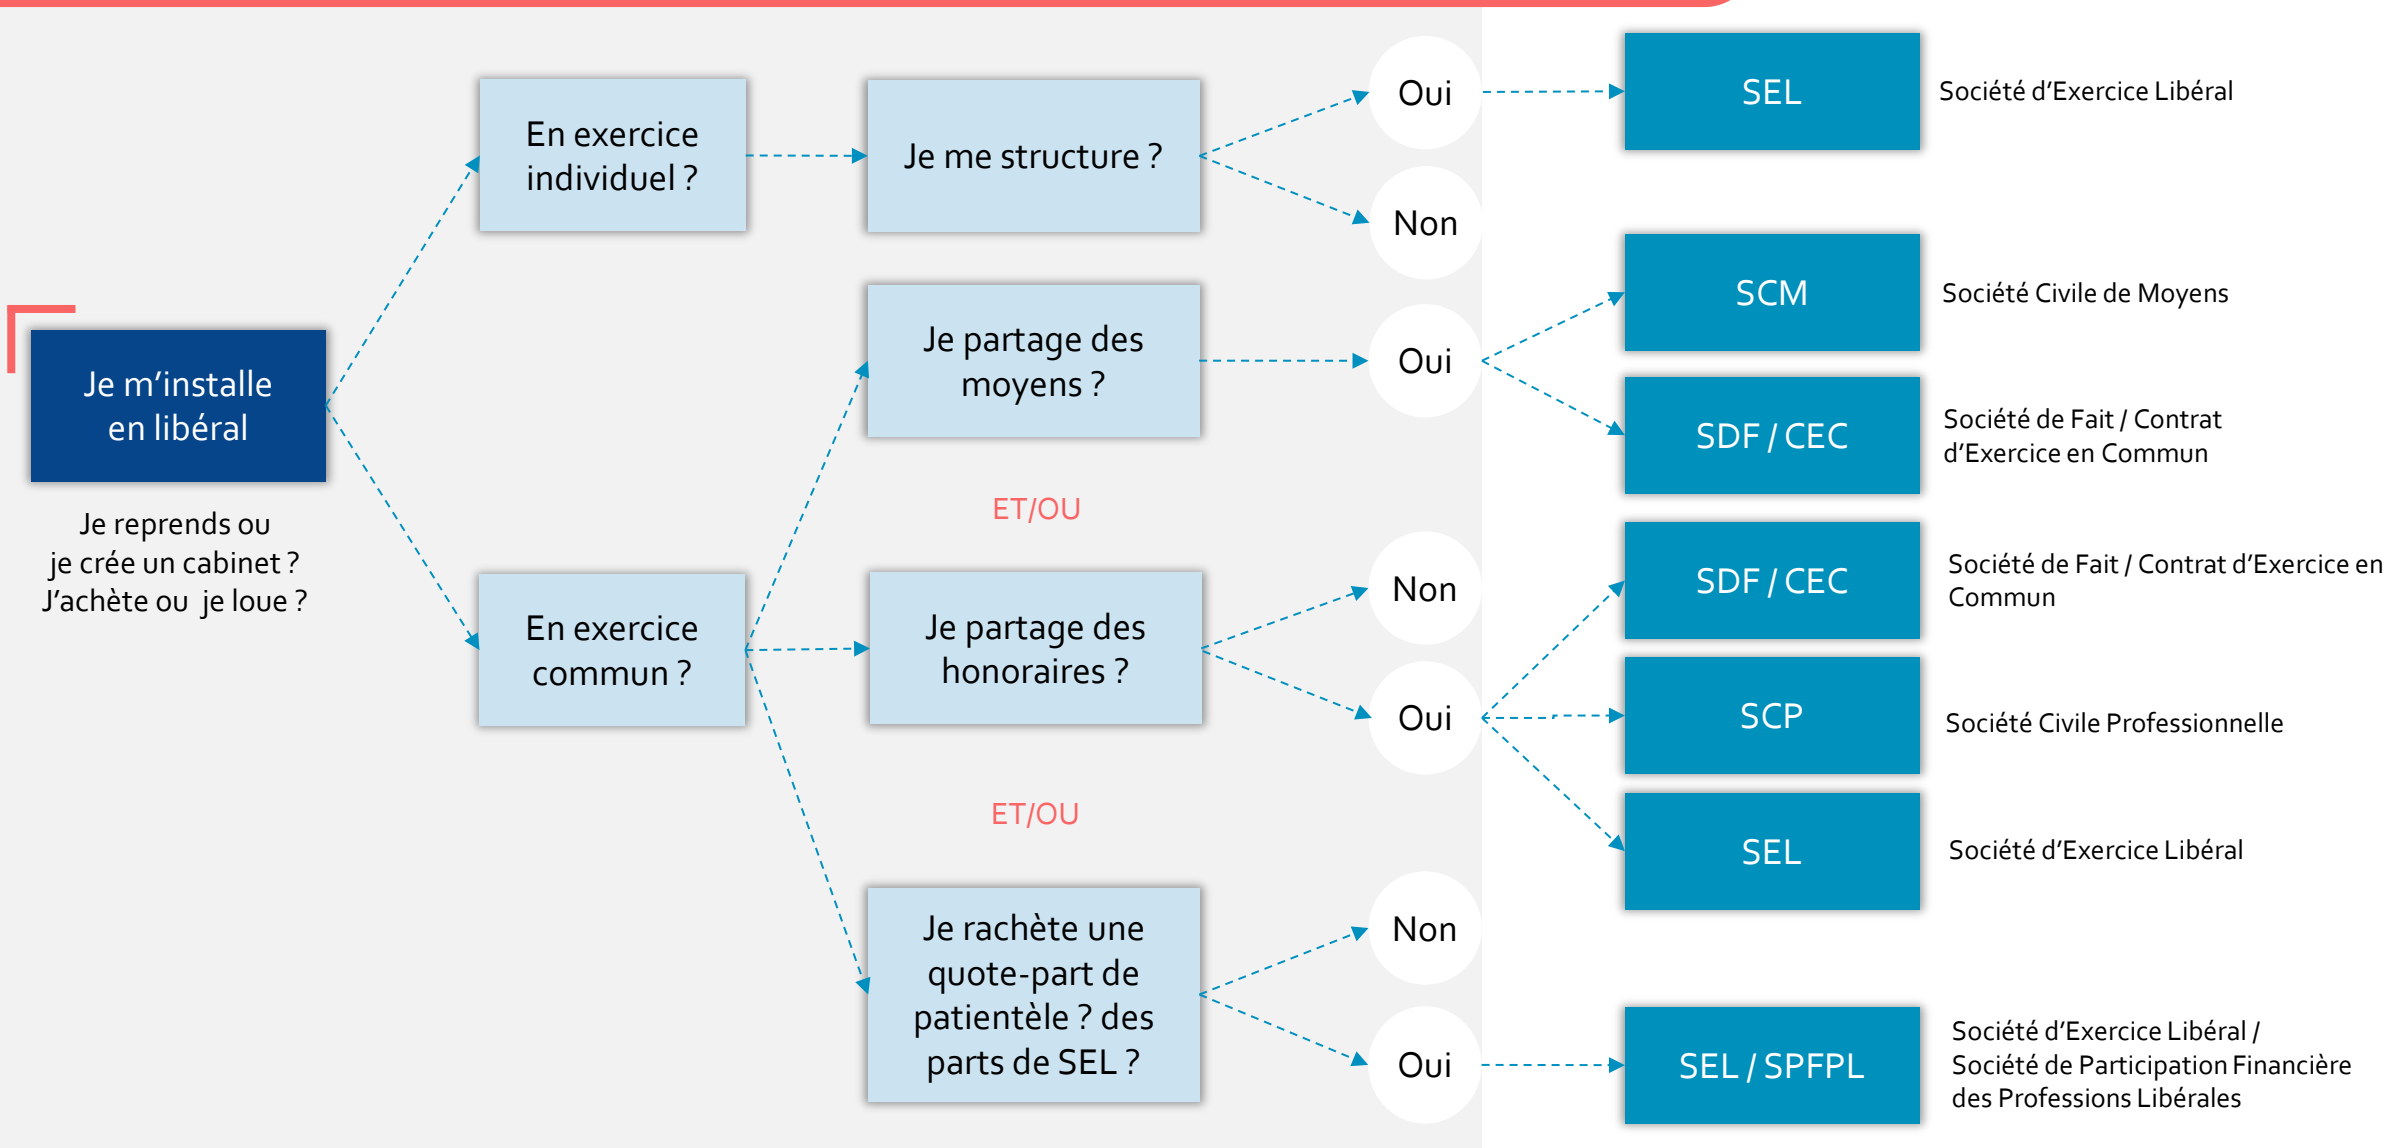 Je m'installe
en libéral
Je reprends ou
je crée un cabinet ?
J'achète ou je loue ?
En exercice
individuel ?
Je me structure ?
Oui
Non
SEL
Société d'Exercice Libéral
En exercice
commun ?
Je partage des
moyens ?
Oui
SCM
Société Civile de Moyens
SDF / CEC
Société de Fait / Contrat
d'Exercice en Commun
ET/OU
Je partage des
honoraires ?
Non
Oui
SDF / CEC
Société de Fait / Contrat d'Exercice en
Commun
SCP
Société Civile Professionnelle
SEL
Société d'Exercice Libéral
ET/OU
Je rachète une
quote-part de
patientèle ? des
parts de SEL ?
Non
Oui
SEL / SPFPL
Société d'Exercice Libéral /
Société de Participation Financière
des Professions Libérales